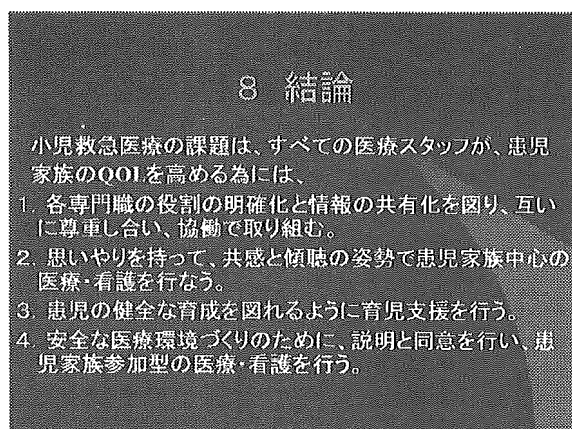 8 結論
小児救急医療の課題は、すべての医療スタッフが、患児
家族のQOLを高める為には、
1. 各専門職の役割の明確化と情報の共有化を図り、互い
に尊重し合い、協働で取り組む。
2. 思いやりを持って、共感と傾聴の姿勢で患児家族中心の
医療・看護を行なう。
3. 患児の健全な育成を図れるように育児支援を行う。
4. 安全な医療環境づくりのために、説明と同意を行い、患
児家族参加型の医療・看護を行う。